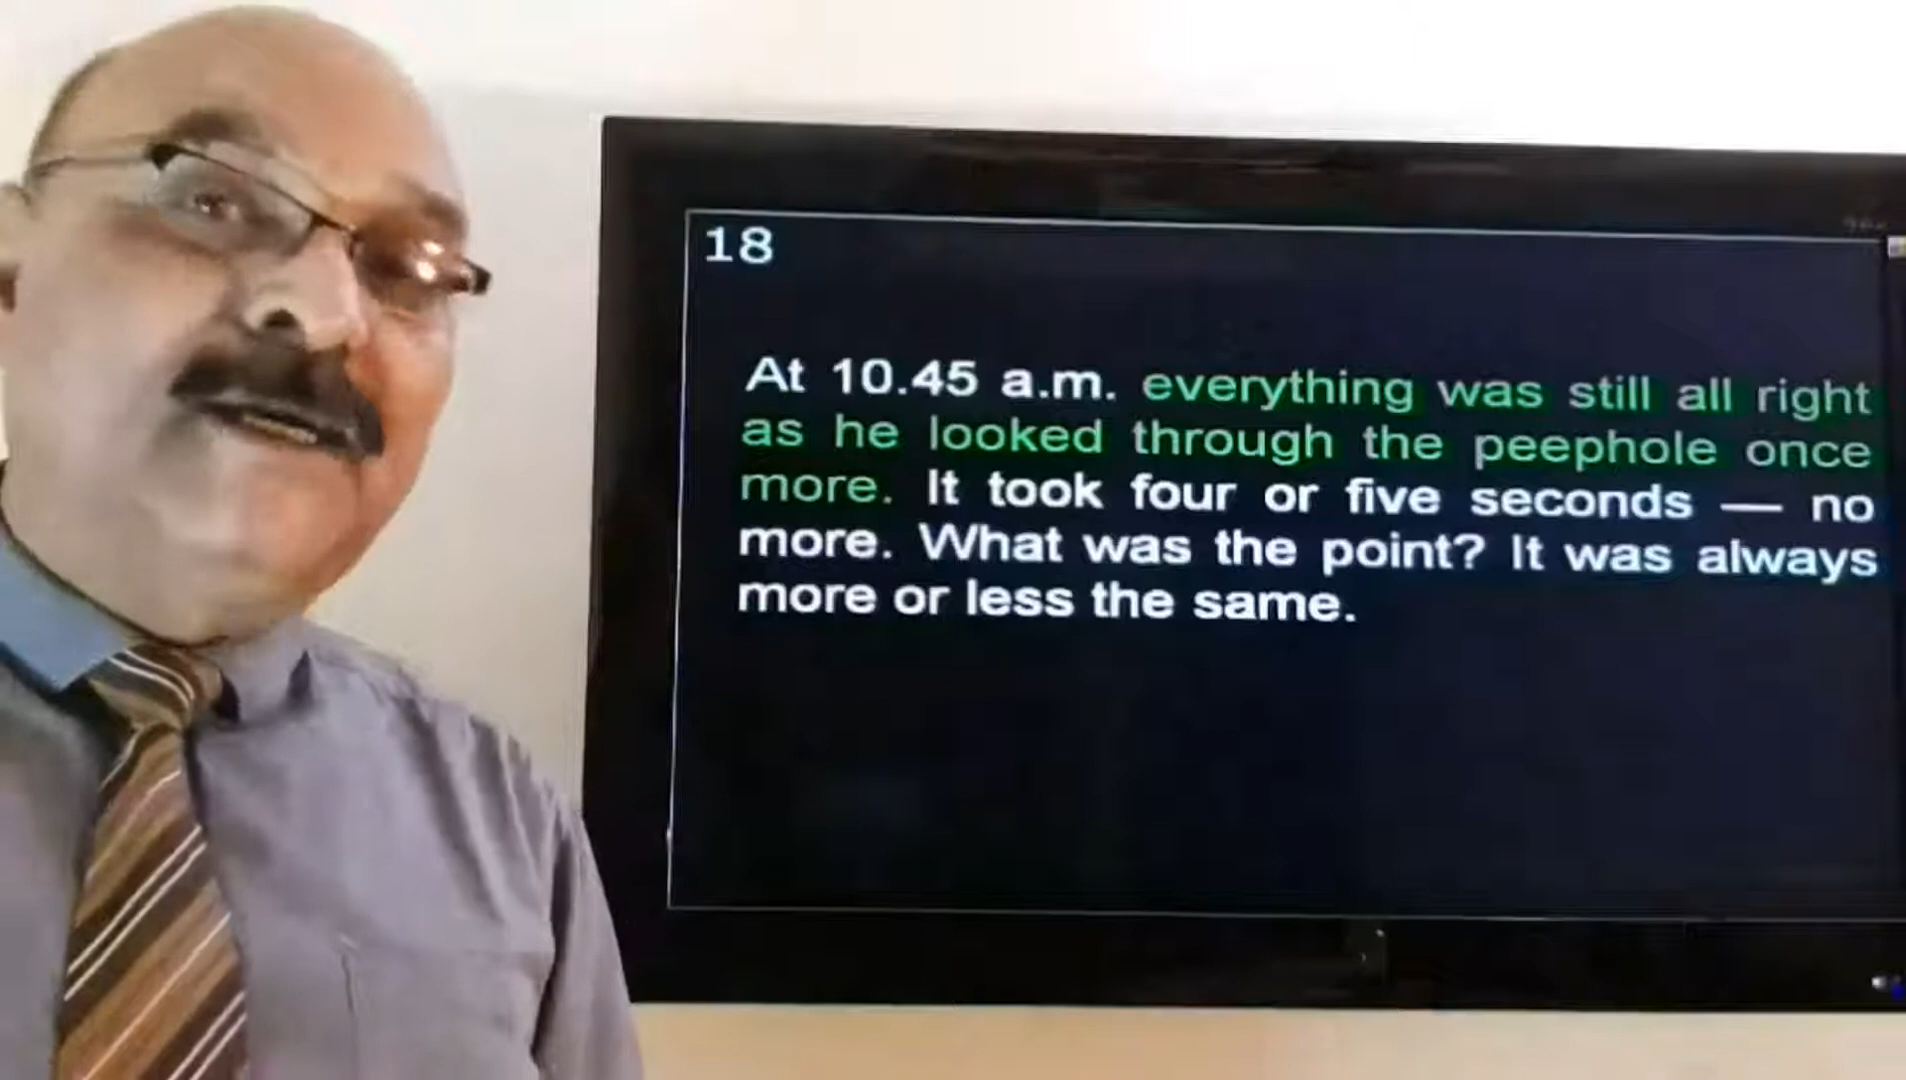 18
At 10.45 a.m. everything was still all right
as he looked through the peephole once
more. It took four or five seconds — no
more. What was the point? It was always
more or less the same.